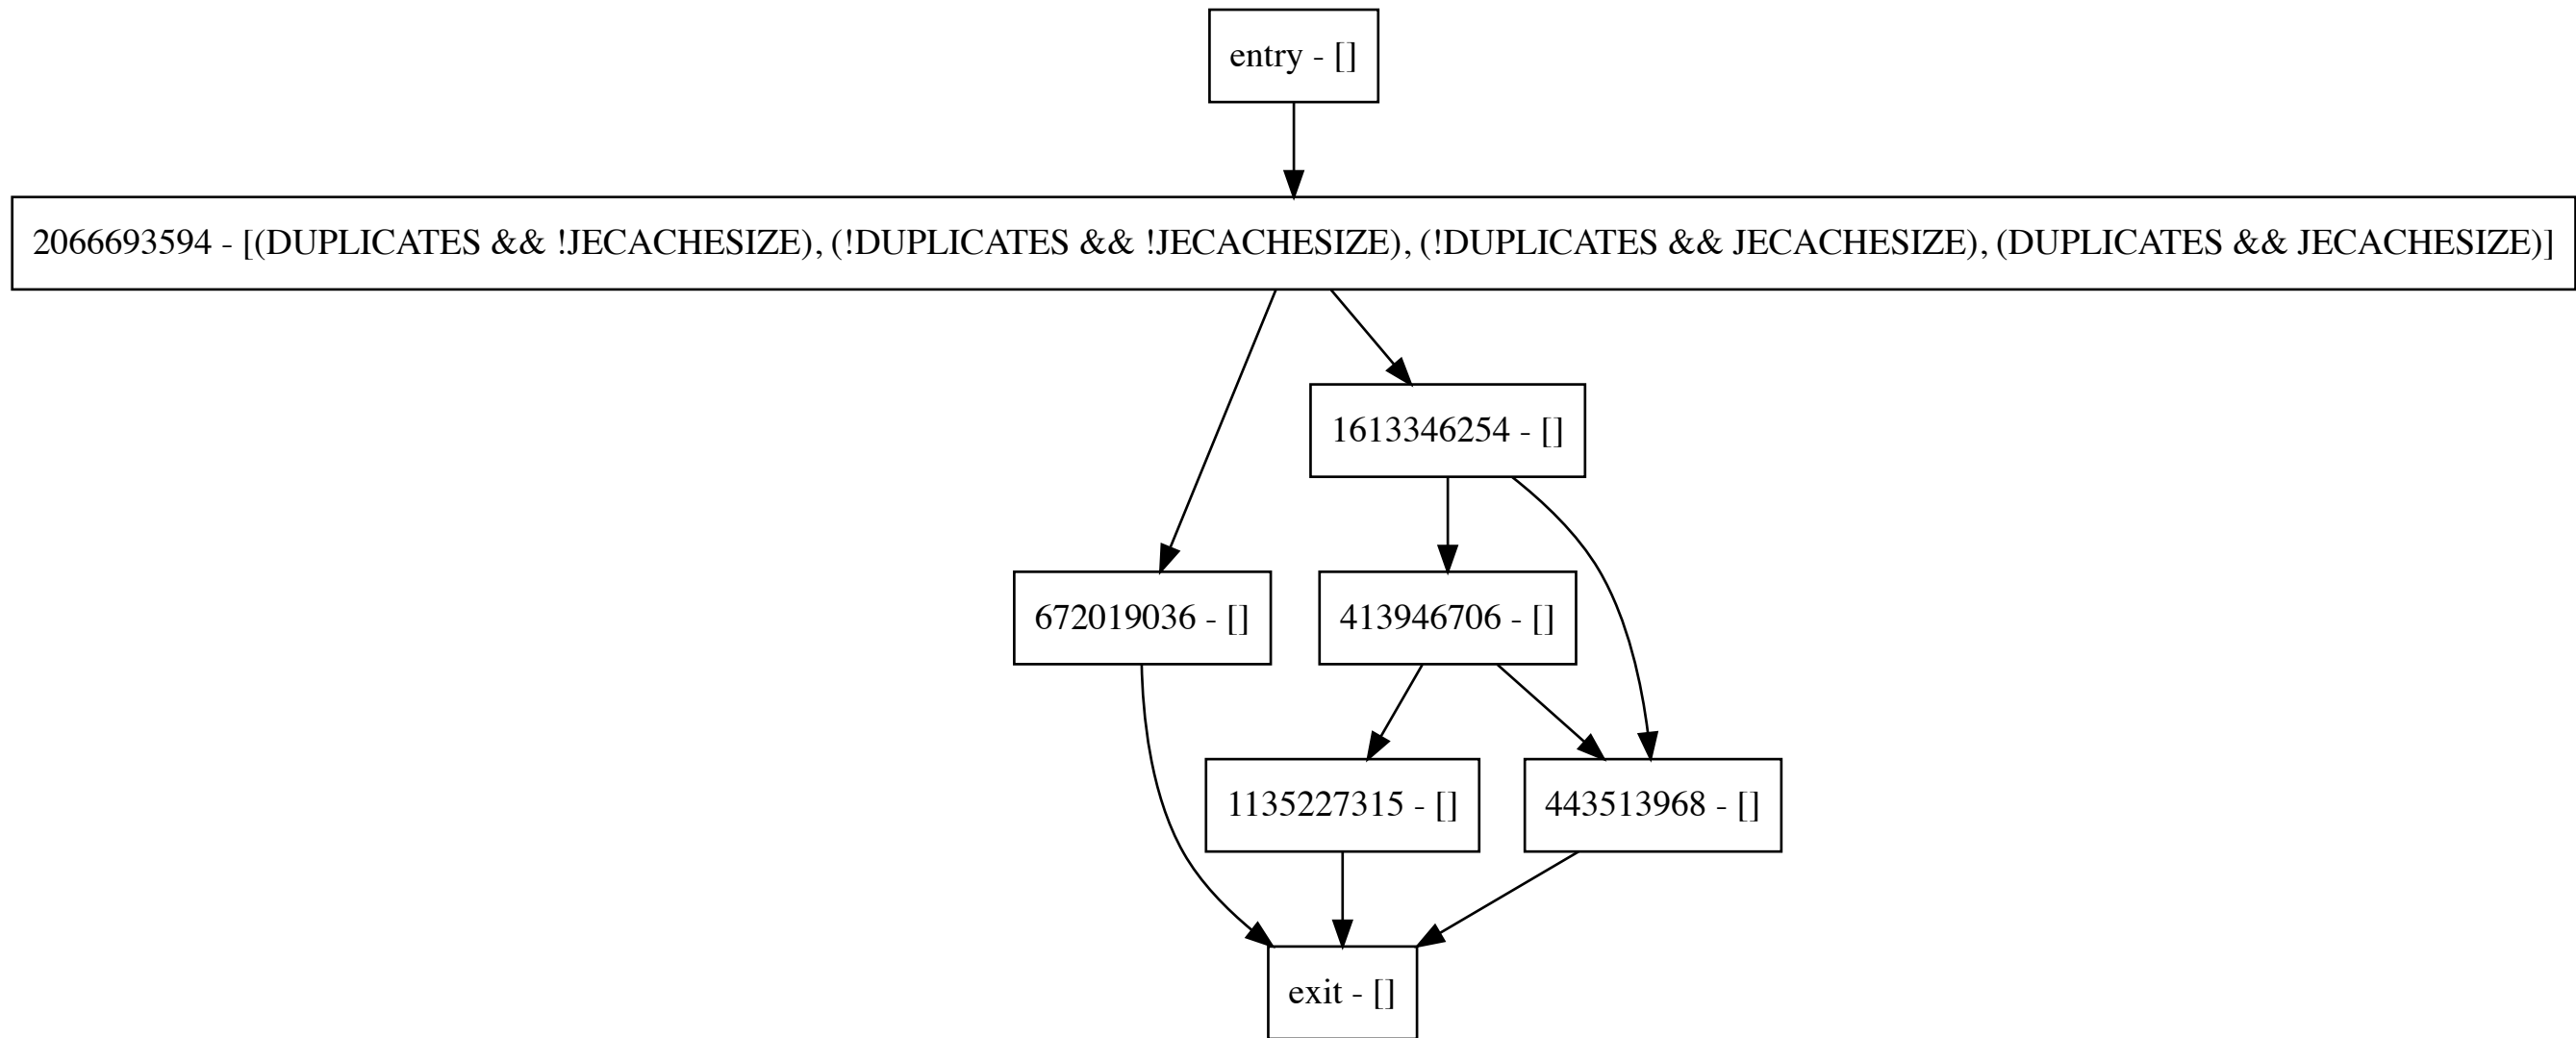 entry - []
2066693594 - [(DUPLICATES && !JECACHESIZE), (!DUPLICATES && !JECACHESIZE), (!DUPLICATES && JECACHESIZE), (DUPLICATES && JECACHESIZE)]
1613346254 - []
672019036 - []
413946706 - []
1135227315 - []
443513968 - []
exit - []